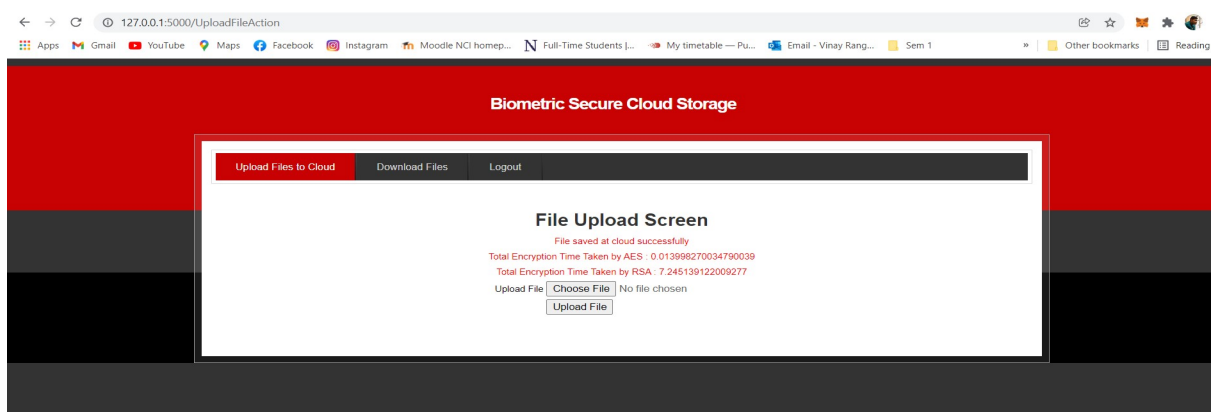 127.0.0.1:5000/UploadFileAction
Apps Gmail YouTube Maps Facebook Instagram Moodle NCI homep... Full-Time Students |... My timetable — Pu... Email - Vinay Rang... Sem 1 » Other bookmarks Reading
Biometric Secure Cloud Storage
Upload Files to Cloud Download Files Logout
File Upload Screen
File saved at cloud successfully
Total Encryption Time Taken by AES : 0.013998270034790039
Total Encryption Time Taken by RSA : 7.245139122009277
Upload File Choose File No file chosen
Upload File